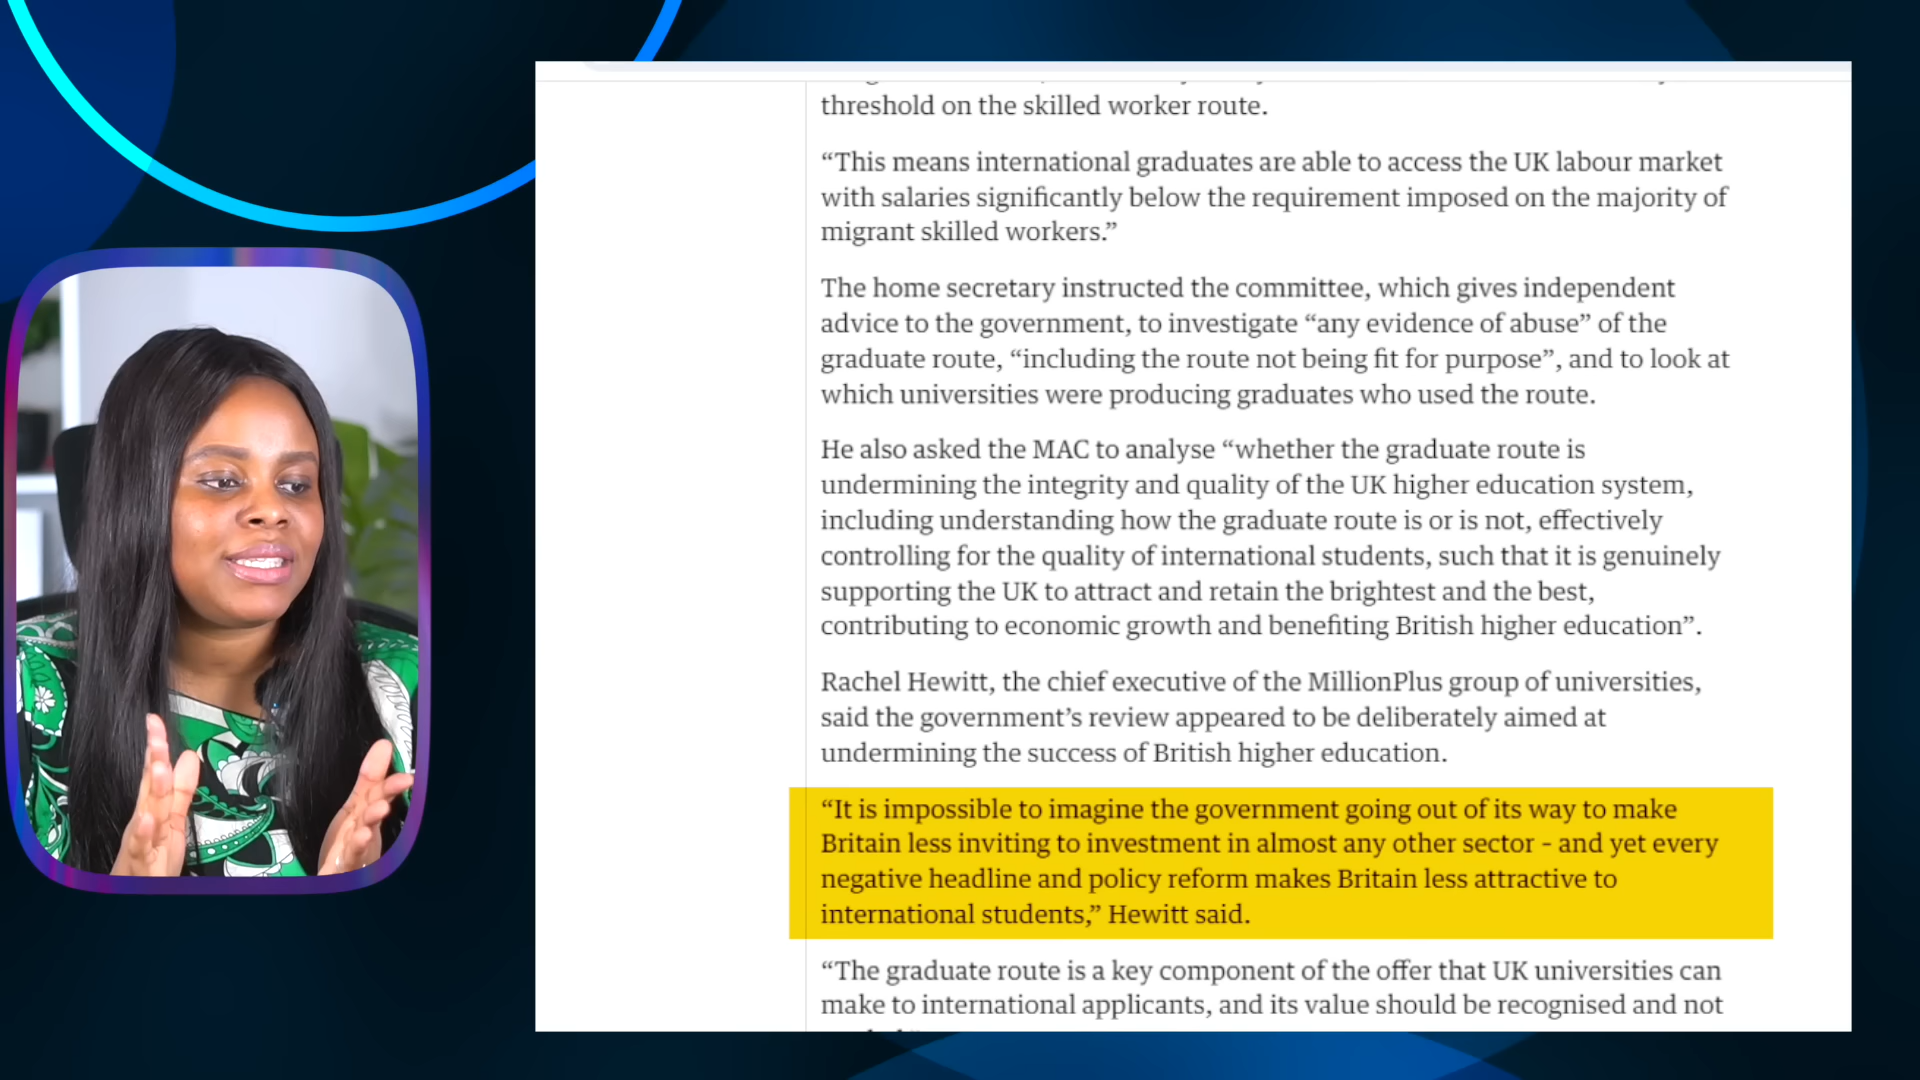 threshold on the skilled worker route.
“This means international graduates are able to access the UK labour market
with salaries significantly below the requirement imposed on the majority of
migrant skilled workers.”
The home secretary instructed the committee, which gives independent
advice to the government, to investigate “any evidence of abuse” of the
graduate route, “including the route not being fit for purpose”, and to look at
which universities were producing graduates who used the route.
He also asked the MAC to analyse “whether the graduate route is
undermining the integrity and quality of the UK higher education system,
including understanding how the graduate route is or is not, effectively
controlling for the quality of international students, such that it is genuinely
supporting the UK to attract and retain the brightest and the best,
contributing to economic growth and benefiting British higher education”.
Rachel Hewitt, the chief executive of the MillionPlus group of universities,
said the government’s review appeared to be deliberately aimed at
undermining the success of British higher education.
“It is impossible to imagine the government going out of its way to make
Britain less inviting to investment in almost any other sector - and yet every
negative headline and policy reform makes Britain less attractive to
international students,” Hewitt said.
“The graduate route is a key component of the offer that UK universities can
make to international applicants, and its value should be recognised and not